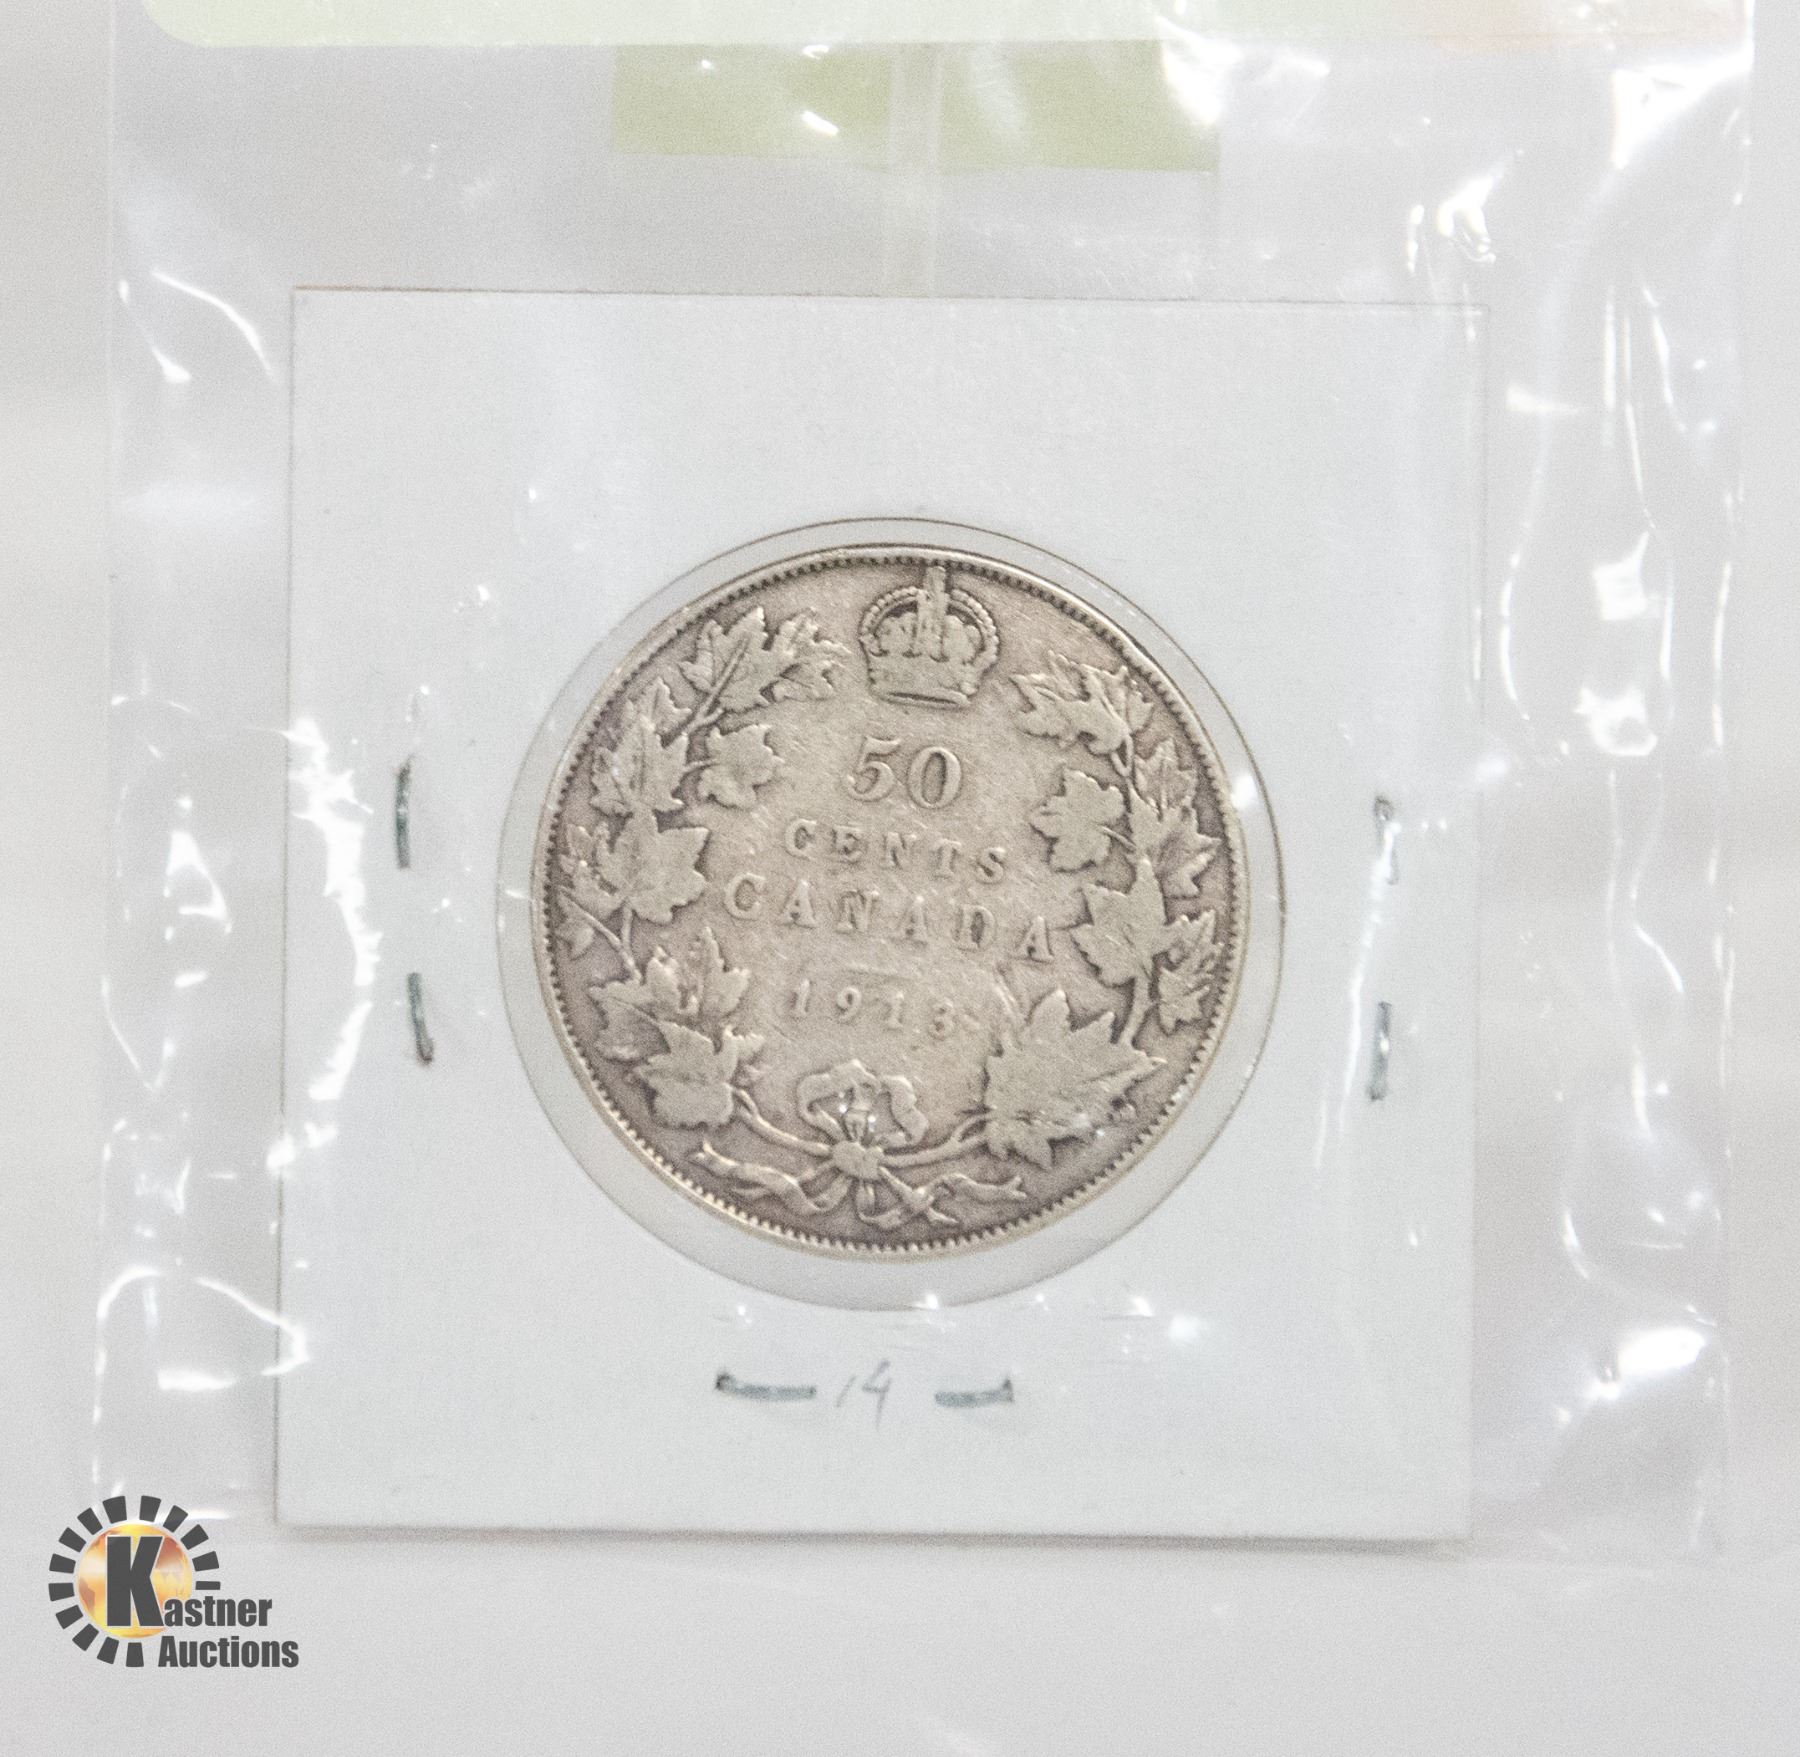 50
CENTS
CANADA
1913
14
Kastner
Auctions